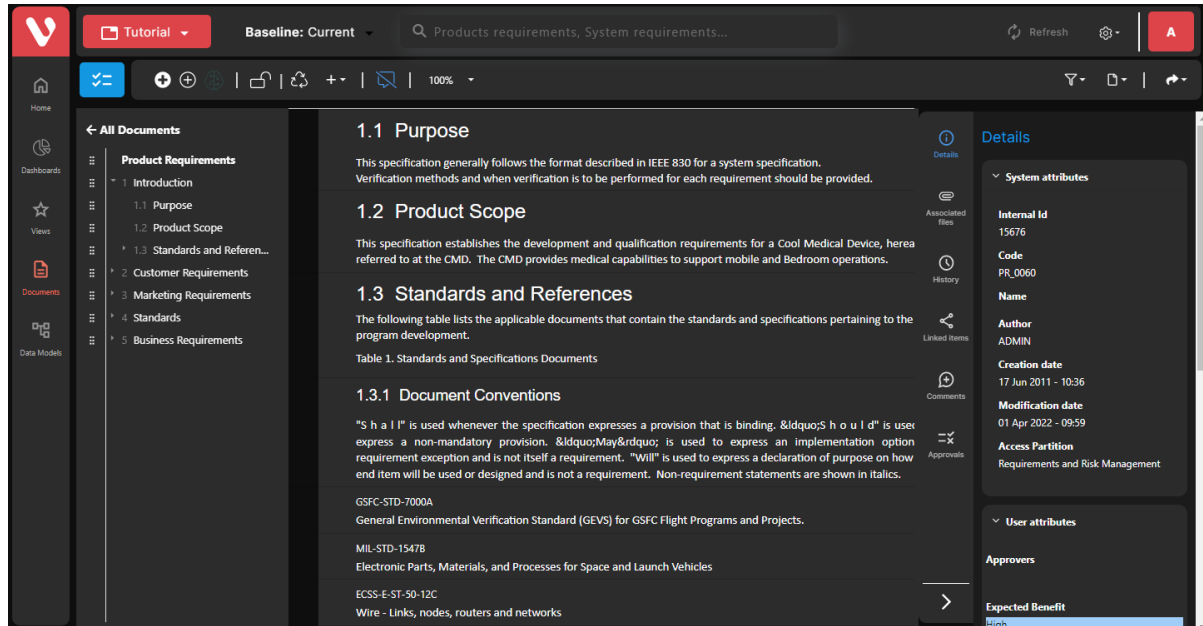 Tutorial
Baseline: Current
Products requirements, System requirements...
Refresh
A
100%
Home
Dashboards
Views
Documents
Data Models
All Documents
Product Requirements
1 Introduction
1.1 Purpose
1.2 Product Scope
1.3 Standards and Referen...
2 Customer Requirements
3 Marketing Requirements
4 Standards
5 Business Requirements
1.1 Purpose
This specification generally follows the format described in IEEE 830 for a system specification.
Verification methods and when verification is to be performed for each requirement should be provided.
1.2 Product Scope
This specification establishes the development and qualification requirements for a Cool Medical Device, herea
referred to at the CMD. The CMD provides medical capabilities to support mobile and Bedroom operations.
1.3 Standards and References
The following table lists the applicable documents that contain the standards and specifications pertaining to the
program development.
Table 1. Standards and Specifications Documents
1.3.1 Document Conventions
"S h a l l" is used whenever the specification expresses a provision that is binding. &ldquo;S h o u l d" is used
express a non-mandatory provision. &ldquo;May&rdquo; is used to express an implementation option
requirement exception and is not itself a requirement. "Will" is used to express a declaration of purpose on how
end item will be used or designed and is not a requirement. Non-requirement statements are shown in italics.
GSFC-STD-7000A
General Environmental Verification Standard (GEVS) for GSFC Flight Programs and Projects.
MIL-STD-1547B
Electronic Parts, Materials, and Processes for Space and Launch Vehicles
ECSS-E-ST-50-12C
Wire - Links, nodes, routers and networks
Details
Associated
files
History
Linked items
Comments
Approvals
Details
System attributes
Internal Id
15676
Code
PR_0060
Name
Author
ADMIN
Creation date
17 Jun 2011 - 10:36
Modification date
01 Apr 2022 - 09:59
Access Partition
Requirements and Risk Management
User attributes
Approvers
Expected Benefit
High